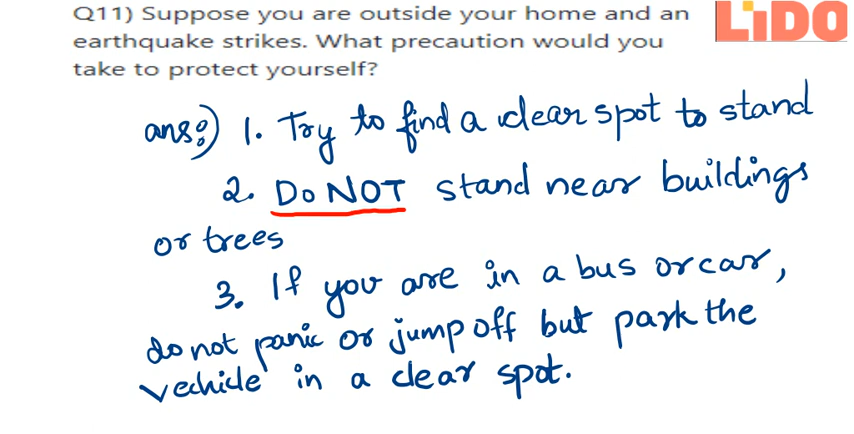 Q11) Suppose you are outside your home and an
LiDO
earthquake strikes. What precaution would you
take to protect yourself?
ans:) 1. Try to find a clear spot to stand
2. Do NOT stand near buildings
or trees
3. If you are in a bus or car,
do not panic or jump off but park the
vechicle in a clear spot.